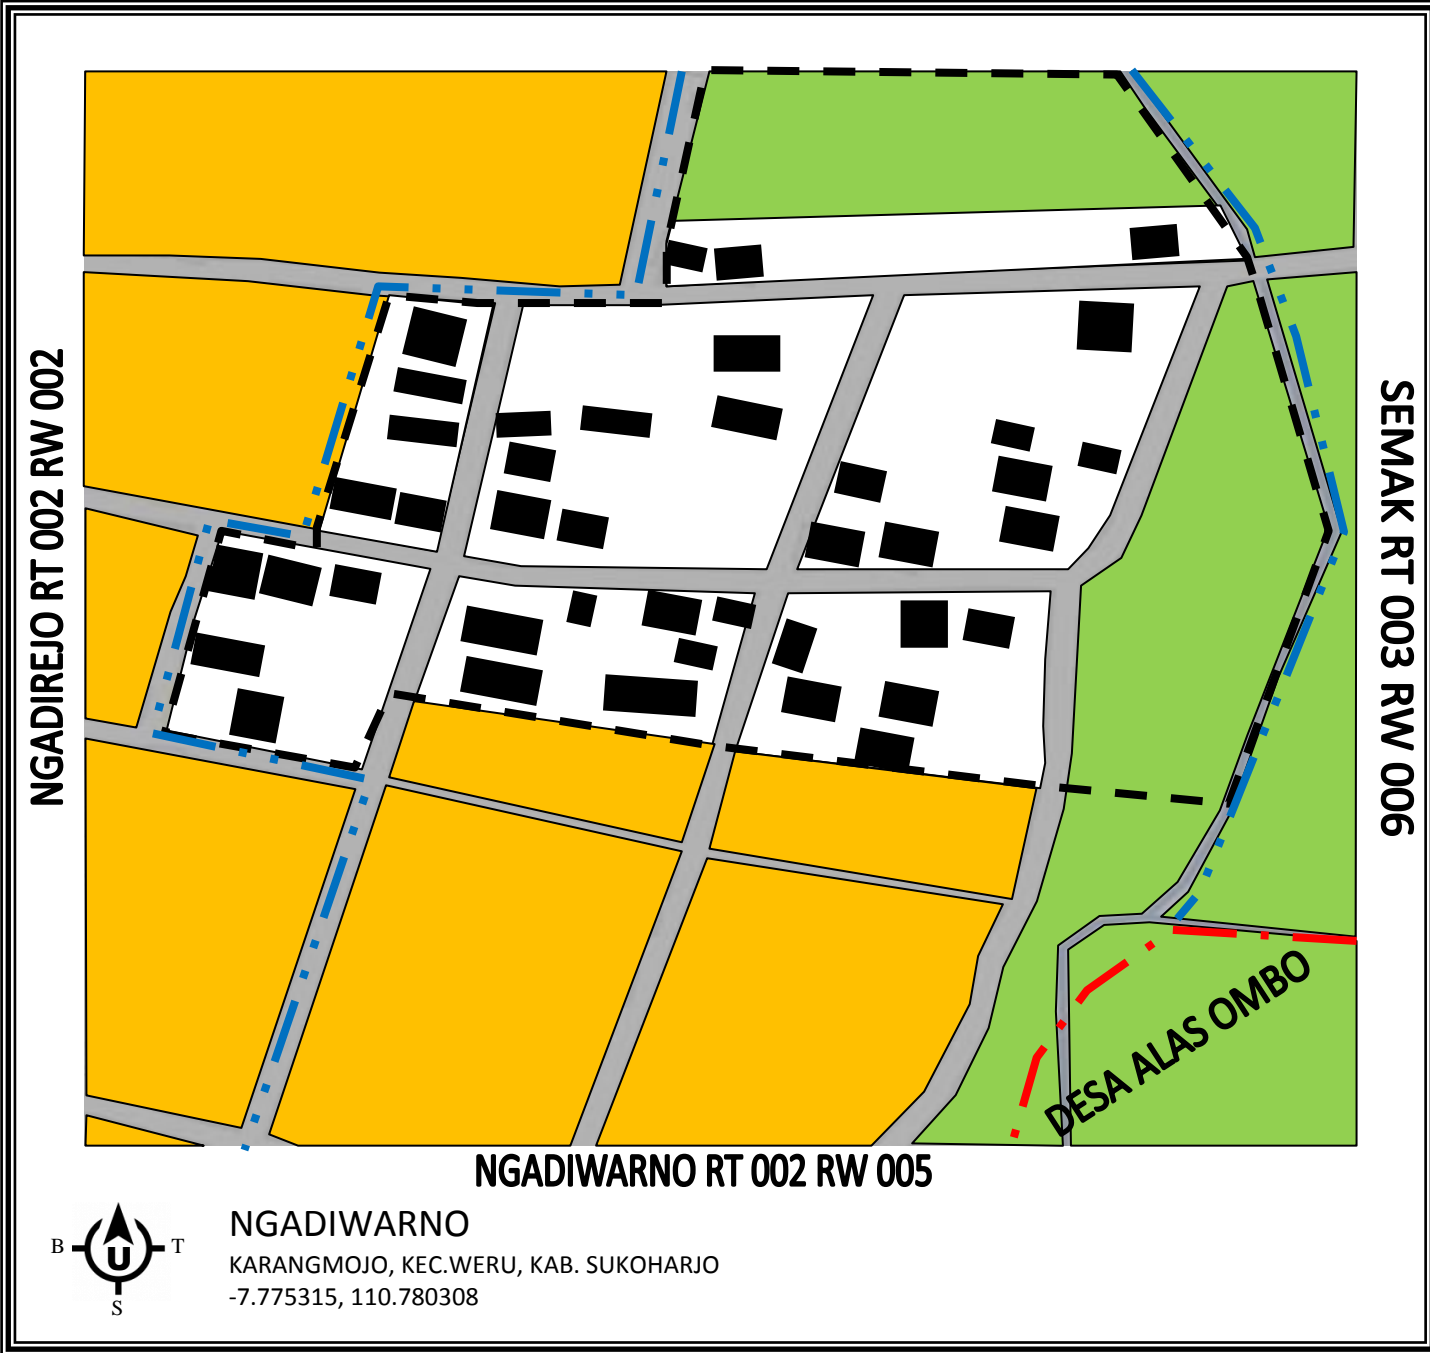 NGADIREJO RT 002 RW 002
SEMAK RT 003 RW 006
DESA ALAS OMBO
NGADIWARNO RT 002 RW 005
B U T
S
NGADIWARNO
KARANGMOJO, KEC.WERU, KAB. SUKOHARJO
-7.775315, 110.780308